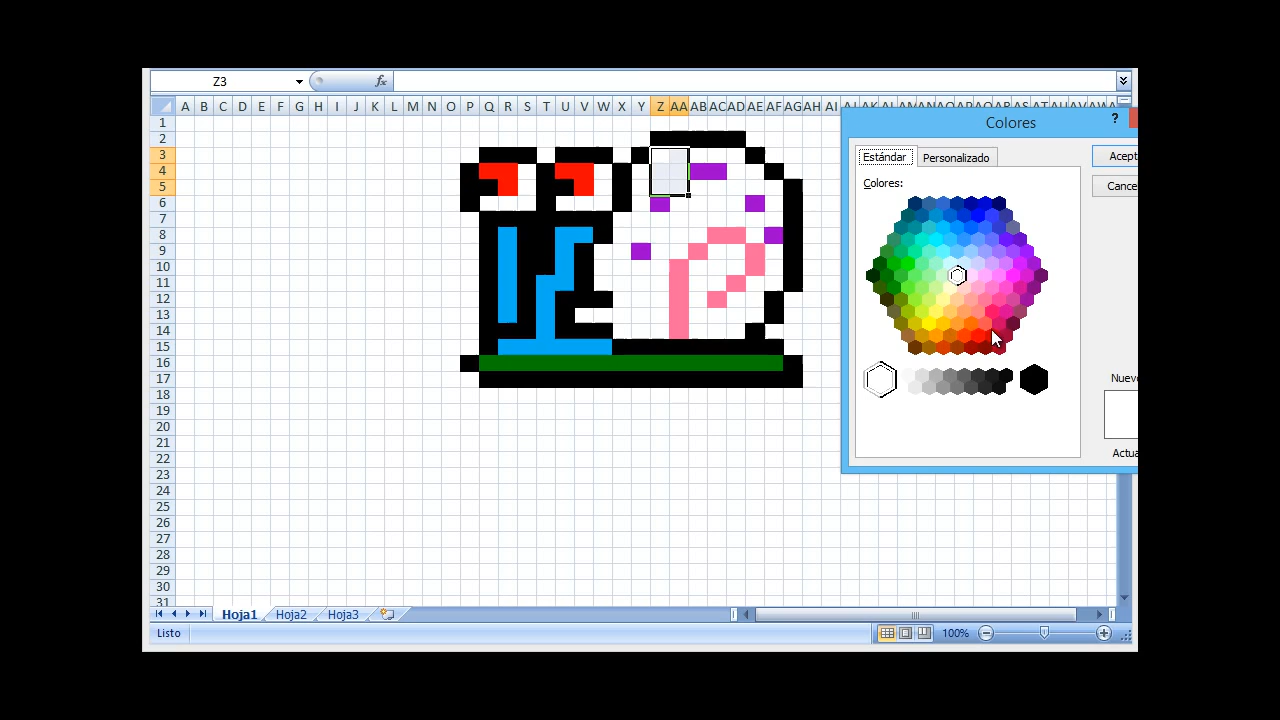 Z3 fx
A B C D E F G H I J K L M N O P Q R S T U V W X Y Z AA AB AC AD AE AF AG AH AI
1
2
3
4
5
6
7
8
9
10
11
12
13
14
15
16
17
18
19
20
21
22
23
24
25
26
27
28
29
30
31
Colores ?
Estándar Personalizado
Colores:
Acept
Cance
Nuevo
Actua
Hoja1 Hoja2 Hoja3
Listo 100%